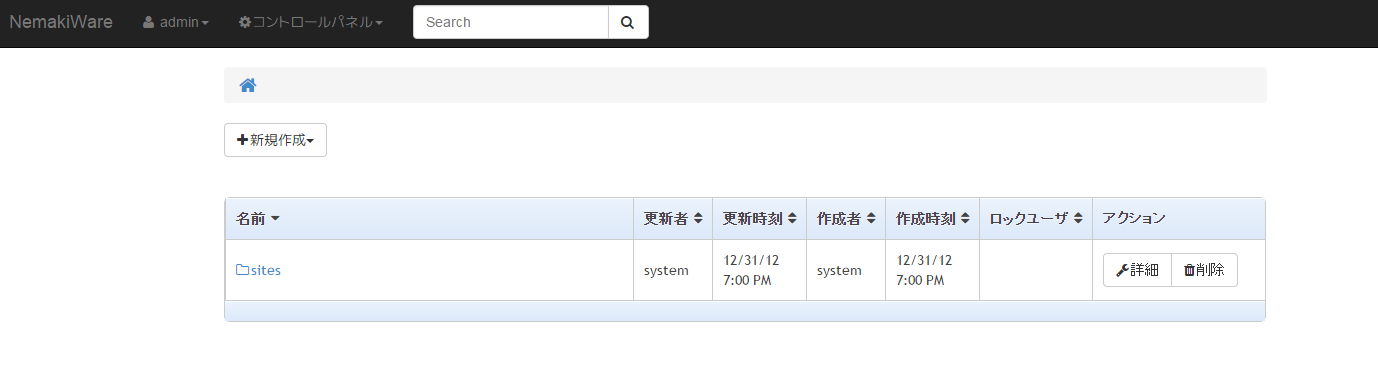 NemakiWare admin コントロールパネル Search
新規作成
名前 更新者 更新時刻 作成者 作成時刻 ロックユーザ アクション
sites system 12/31/12 7:00 PM system 12/31/12 7:00 PM 詳細 削除